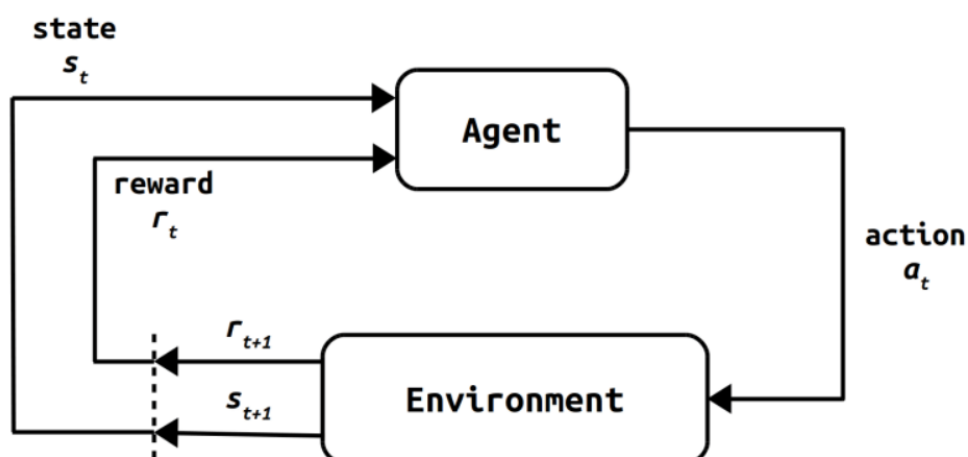 state
s_t
Agent
reward
r_t
action
a_t
r_t+1
Environment
s_t+1